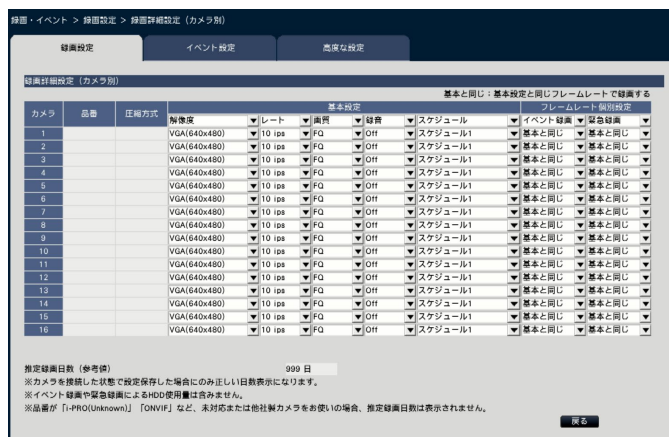 録画・イベント > 録画設定 > 録画詳細設定（カメラ別）
録画設定 イベント設定 高度な設定
録画詳細設定（カメラ別）
基本と同じ：基本設定と同じフレームレートで録画する
カメラ 品番 圧縮方式 基本設定 フレームレート個別設定
解像度 レート 画質 録音 スケジュール イベント録画 緊急録画
1 VGA(640x480) 10 ips FQ Off スケジュール1 基本と同じ 基本と同じ
2 VGA(640x480) 10 ips FQ Off スケジュール1 基本と同じ 基本と同じ
3 VGA(640x480) 10 ips FQ Off スケジュール1 基本と同じ 基本と同じ
4 VGA(640x480) 10 ips FQ Off スケジュール1 基本と同じ 基本と同じ
5 VGA(640x480) 10 ips FQ Off スケジュール1 基本と同じ 基本と同じ
6 VGA(640x480) 10 ips FQ Off スケジュール1 基本と同じ 基本と同じ
7 VGA(640x480) 10 ips FQ Off スケジュール1 基本と同じ 基本と同じ
8 VGA(640x480) 10 ips FQ Off スケジュール1 基本と同じ 基本と同じ
9 VGA(640x480) 10 ips FQ Off スケジュール1 基本と同じ 基本と同じ
10 VGA(640x480) 10 ips FQ Off スケジュール1 基本と同じ 基本と同じ
11 VGA(640x480) 10 ips FQ Off スケジュール1 基本と同じ 基本と同じ
12 VGA(640x480) 10 ips FQ Off スケジュール1 基本と同じ 基本と同じ
13 VGA(640x480) 10 ips FQ Off スケジュール1 基本と同じ 基本と同じ
14 VGA(640x480) 10 ips FQ Off スケジュール1 基本と同じ 基本と同じ
15 VGA(640x480) 10 ips FQ Off スケジュール1 基本と同じ 基本と同じ
16 VGA(640x480) 10 ips FQ Off スケジュール1 基本と同じ 基本と同じ
推定録画日数（参考値） 999 日
※カメラを接続した状態で設定保存した場合にのみ正しい日数表示になります。
※イベント録画や緊急録画によるHDD使用量は含みません。
※品番が「i-PRO(Unknown)」「ONVIF」など、未対応または他社製カメラをお使いの場合、推定録画日数は表示されません。
戻る